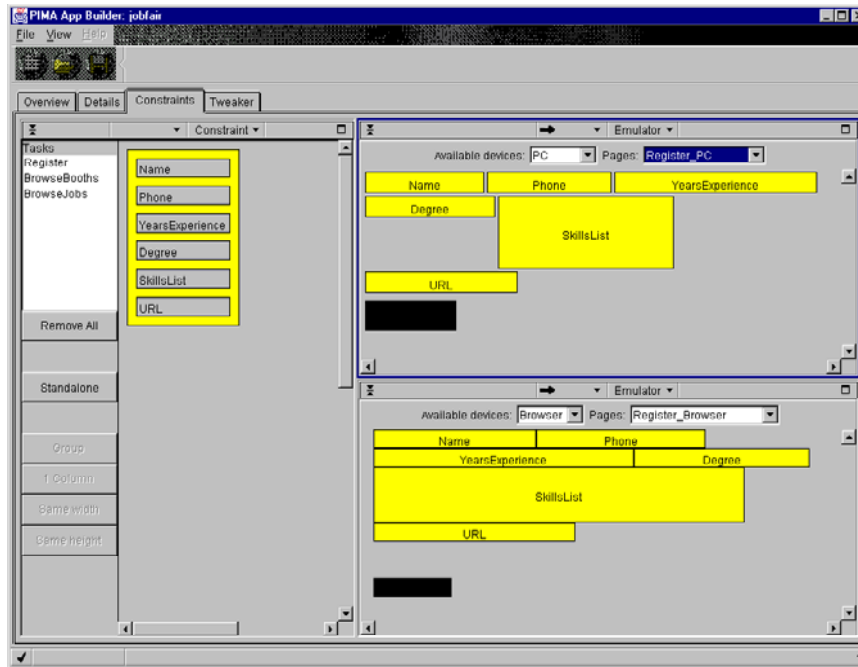 PIMA App Builder: jobfair
File View Help
Overview Details Constraints Tweaker
Constraint
Tasks
Register
BrowseBooths
BrowseJobs
Remove All
Standalone
Group
1 Column
Same width
Same height
Name
Phone
YearsExperience
Degree
SkillsList
URL
Emulator
Available devices: PC Pages: Register_PC
Name Phone YearsExperience
Degree
SkillsList
URL
Emulator
Available devices: Browser Pages: Register_Browser
Name Phone
YearsExperience Degree
SkillsList
URL